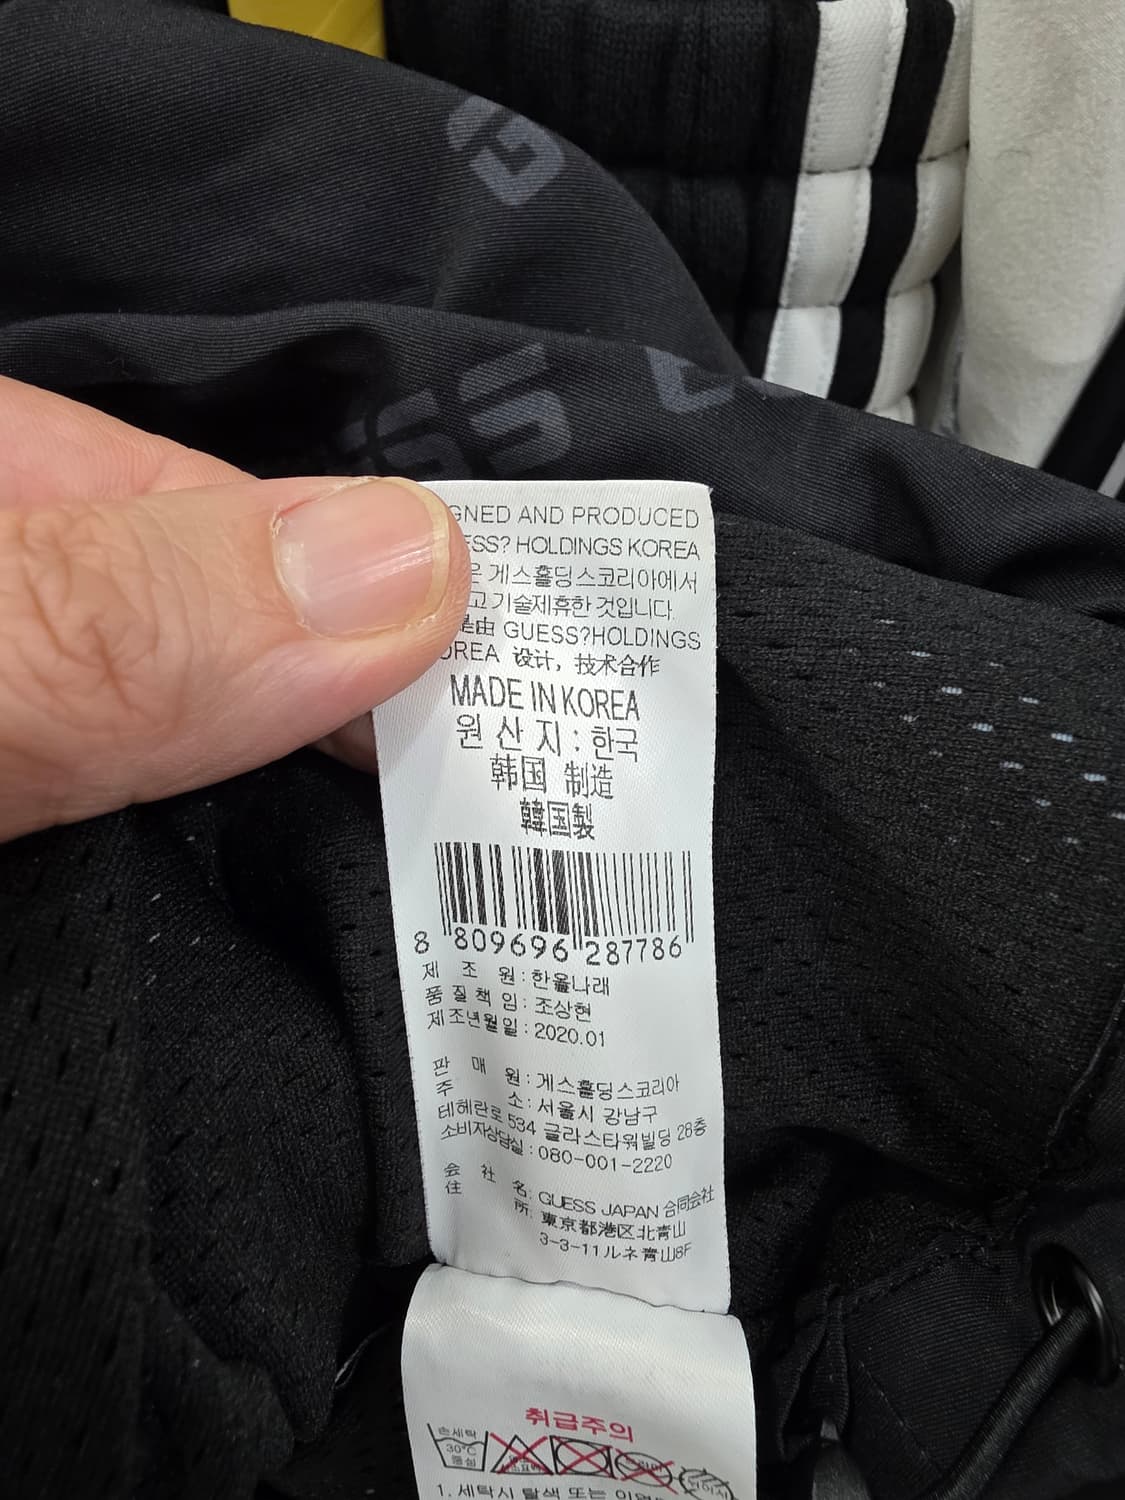 GNED AND PRODUCED
ESS? HOLDINGS KOREA
은 게스홀딩스코리아에서
고 기술제휴한 것입니다.
是由 GUESS?HOLDINGS
OREA 设计，技术合作
MADE IN KOREA
원 산 지 : 한국
韩国 制造
韓国製
8 809696 287786
제 조 원 : 한올나래
품 질 책 임 : 조상현
제조년월일 : 2020.01
판 매 원 : 게스홀딩스코리아
주 소 : 서울시 강남구
테헤란로 534 글라스타워빌딩 28층
소비자상담실 : 080-001-2220
会 社 名: GUESS JAPAN 合同会社
住 所: 東京都港区北青山
3-3-11ルネ青山8F
취급주의
손세탁
30℃
중성
1. 세탁시 탈색 또는